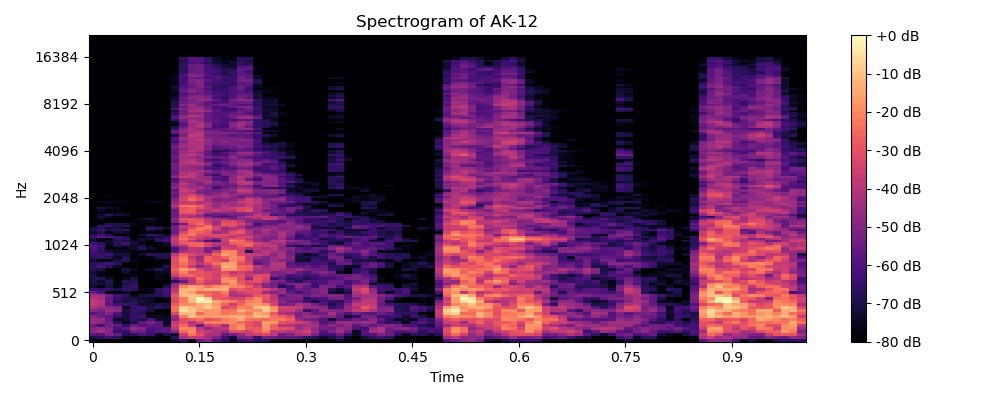 Spectrogram of AK-12
Hz
16384
8192
4096
2048
1024
512
0
0 0.15 0.3 0.45 0.6 0.75 0.9
Time
+0 dB
-10 dB
-20 dB
-30 dB
-40 dB
-50 dB
-60 dB
-70 dB
-80 dB